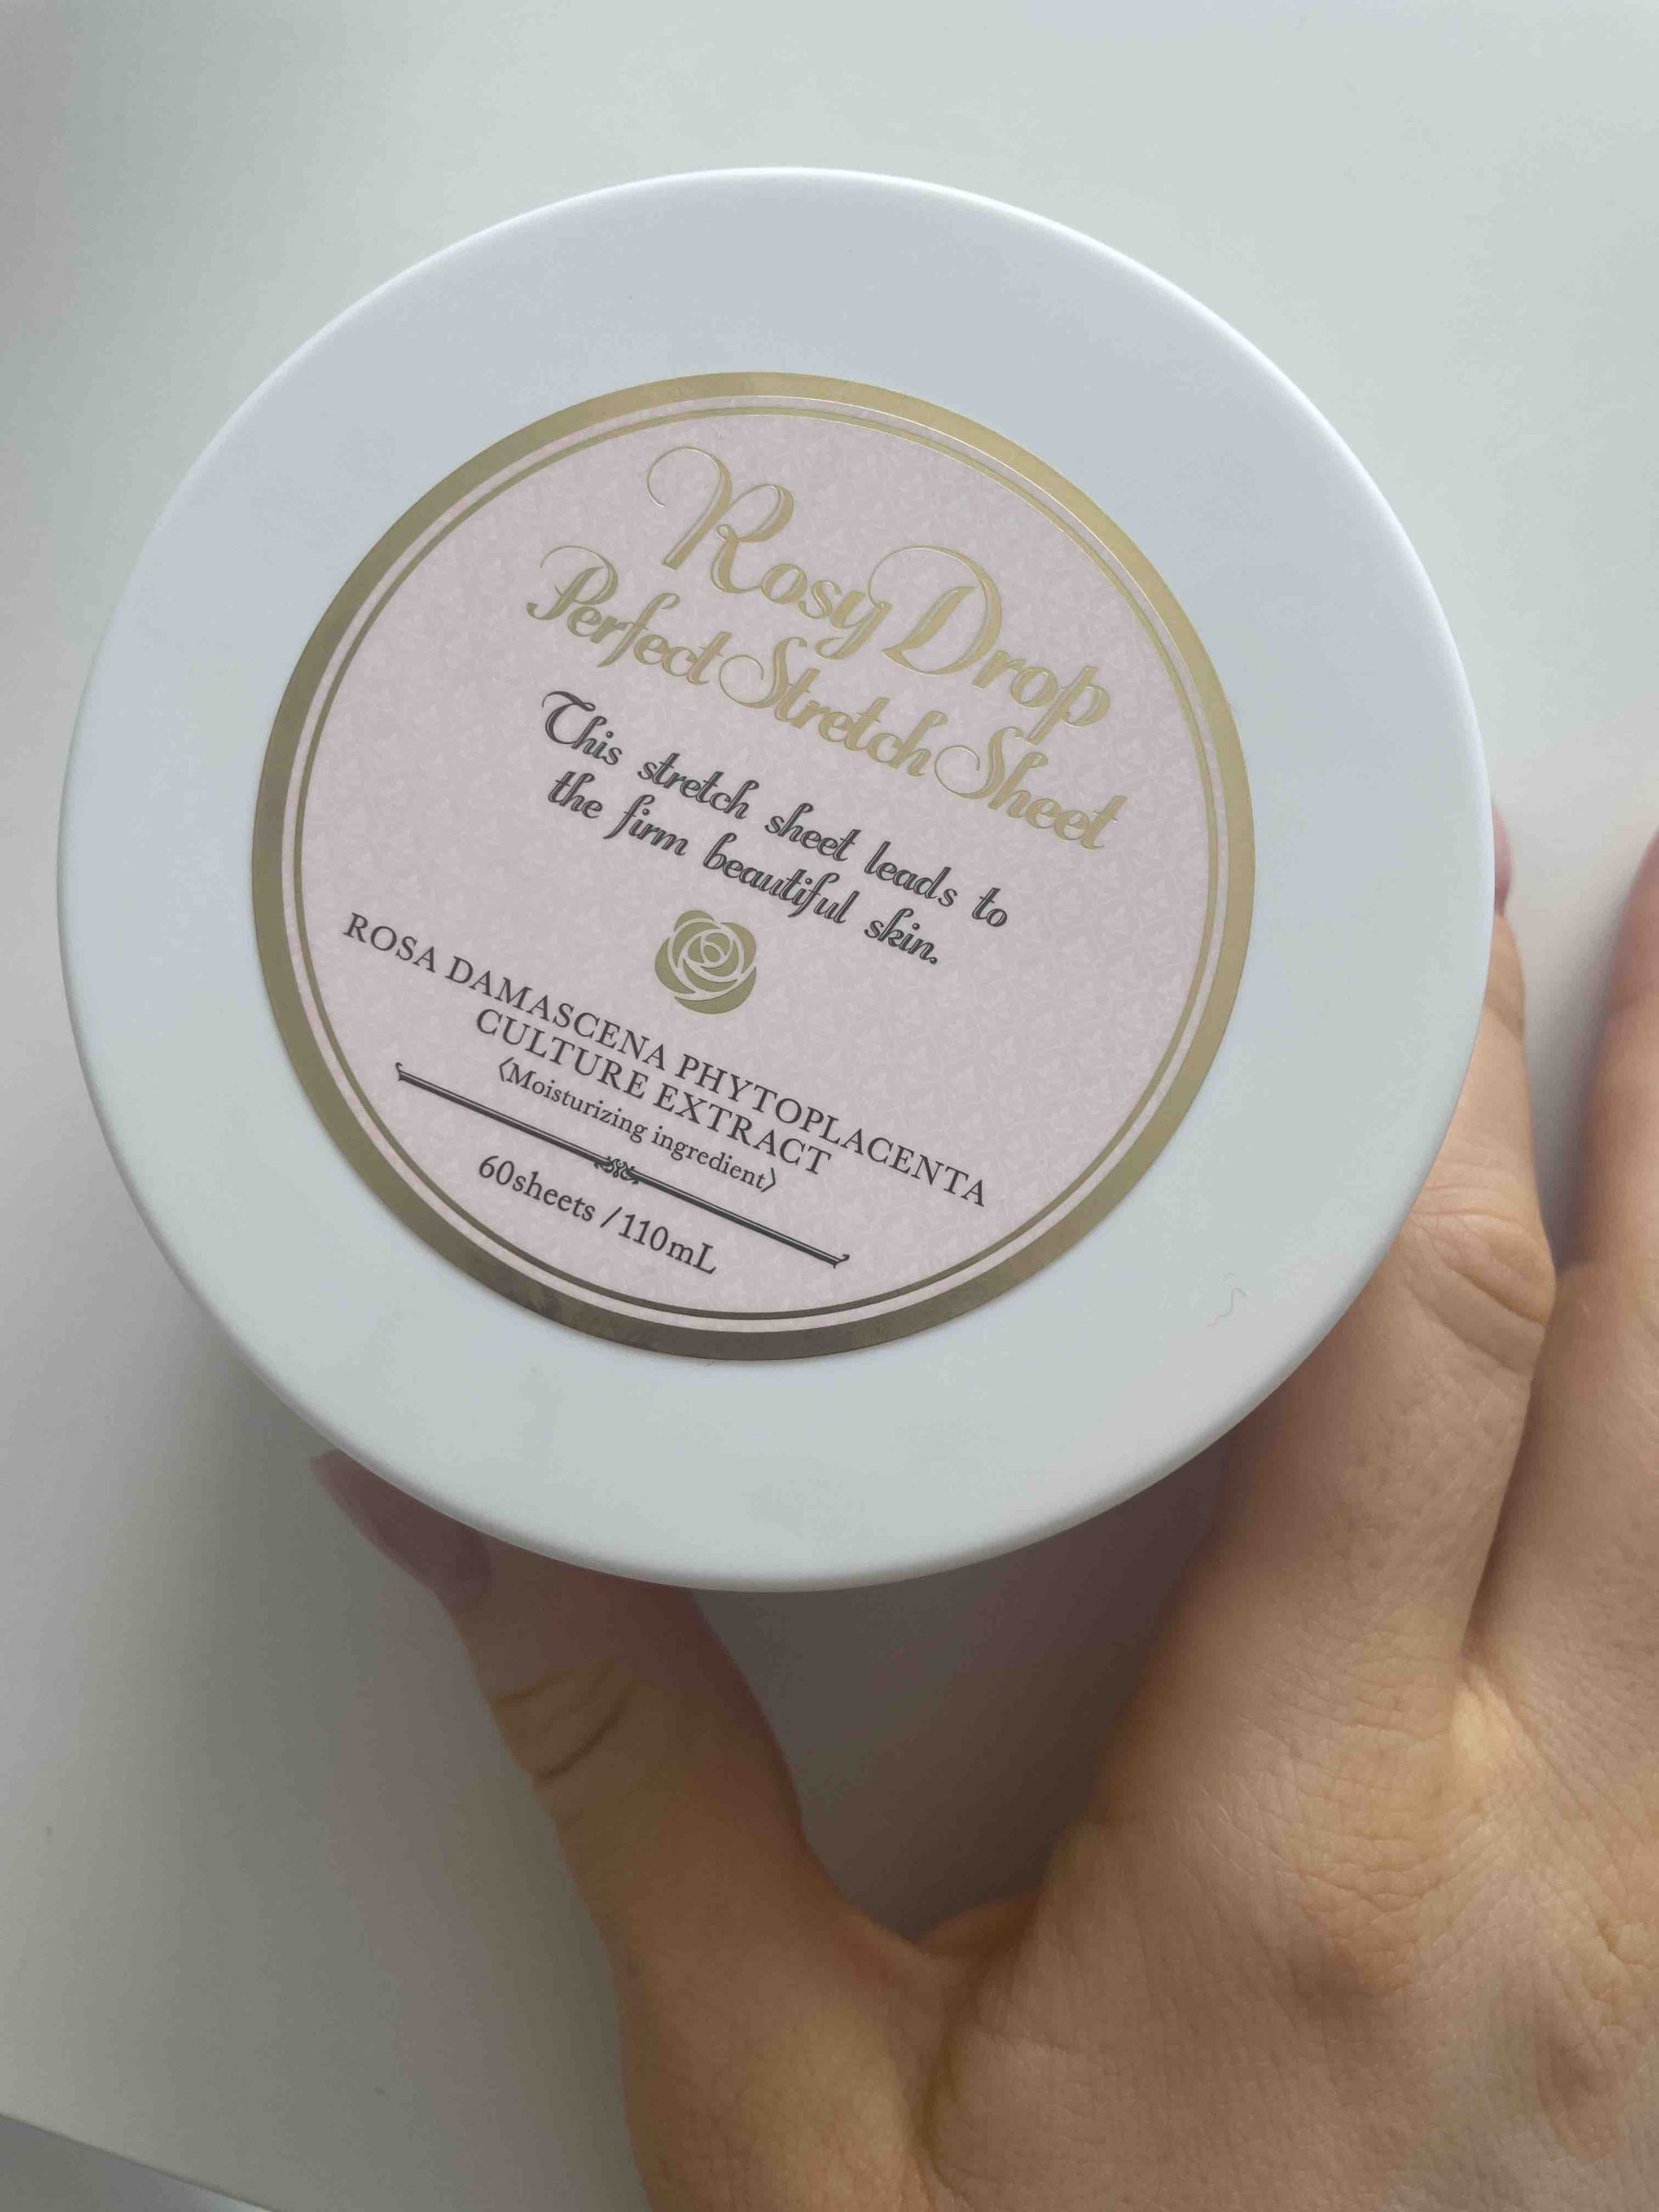 Rosy Drop
Perfect Stretch Sheet
This stretch sheet leads to
the firm beautiful skin.
ROSA DAMASCENA PHYTOPLACENTA
CULTURE EXTRACT
〈Moisturizing ingredient〉
60sheets / 110mL